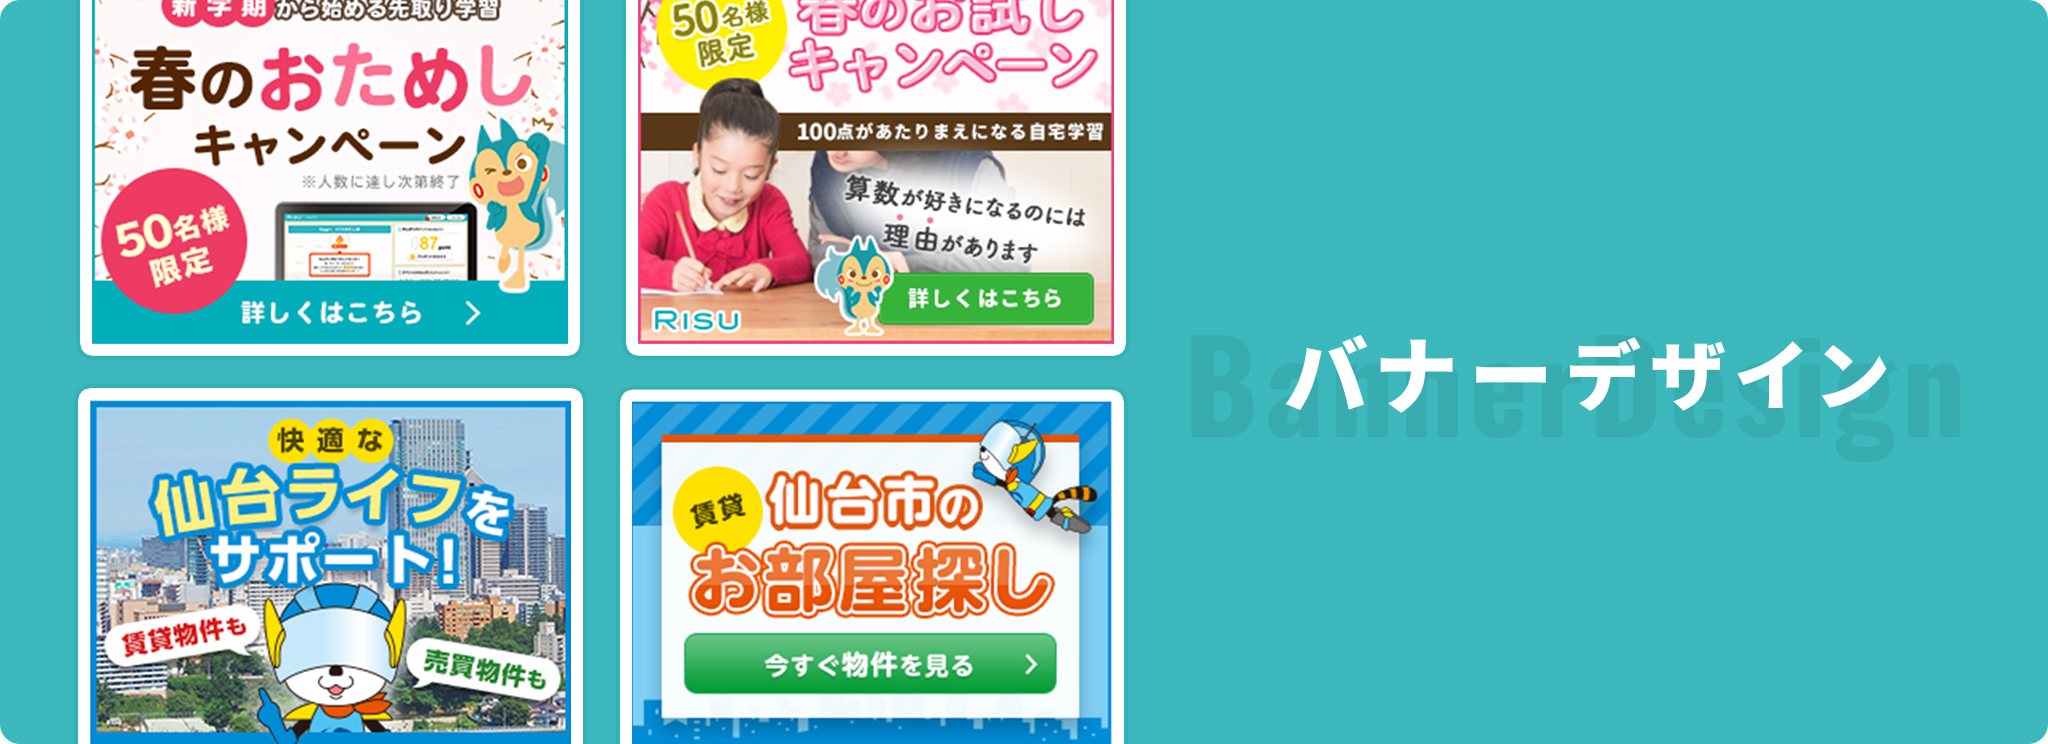 新学期から始める先取り学習
春のおためし
キャンペーン
※人数に達し次第終了
50名様
限定
87
詳しくはこちら
50名様
限定
春のお試し
キャンペーン
100点があたりまえになる自宅学習
算数が好きになるのには
理由があります
詳しくはこちら
RISU
快適な
仙台ライフを
サポート!
賃貸物件も
売買物件も
賃貸
仙台市の
お部屋探し
今すぐ物件を見る
BannerDesign
バナーデザイン